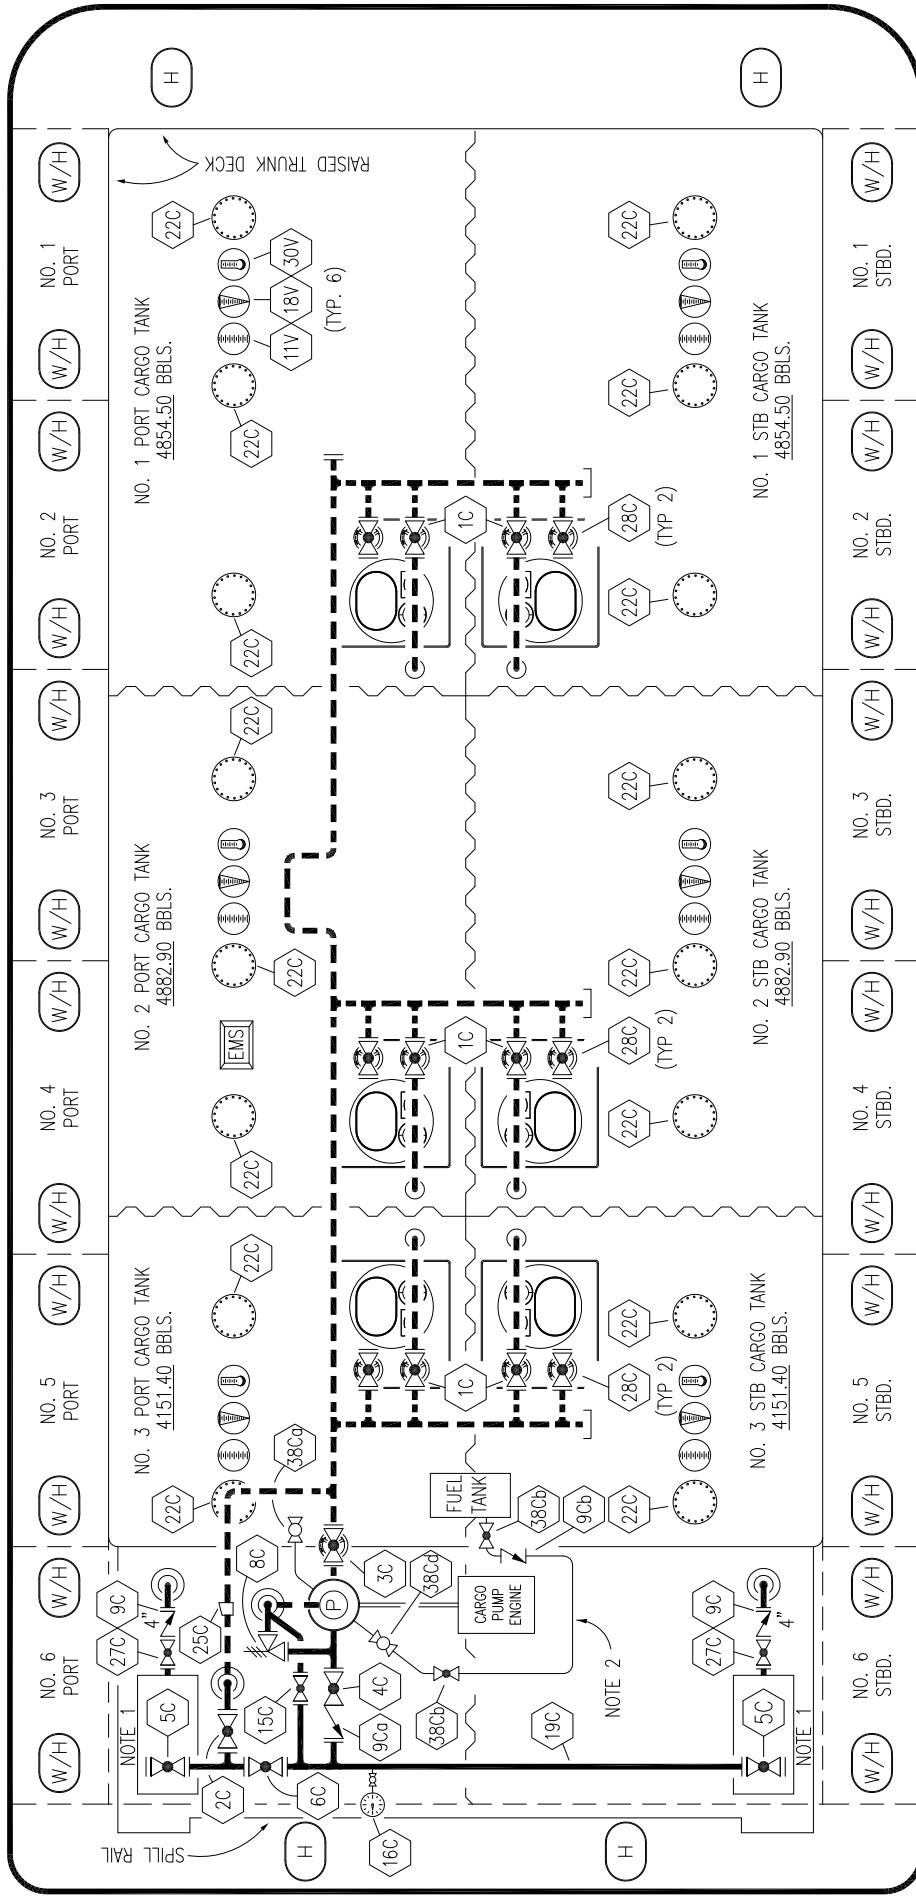 W/H
NO. 6
PORT
W/H
W/H
NO. 5
PORT
W/H
W/H
NO. 4
PORT
W/H
W/H
NO. 3
PORT
W/H
W/H
NO. 2
PORT
W/H
W/H
NO. 1
PORT
W/H
H
SPILL RAIL
NOTE 1
5C
27C
9C
4"
NO. 3 PORT CARGO TANK
4151.40 BBLS.
NO. 2 PORT CARGO TANK
4882.90 BBLS.
NO. 1 PORT CARGO TANK
4854.50 BBLS.
RAISED TRUNK DECK
22C
22C
22C
EMS
22C
22C
22C
22C
22C
11V
18V
30V
(TYP. 6)
2C
25C
15C
8C
38Ca
6C
H
P
16C
9Ca
4C
3C
38Cd
38Cb
FUEL
TANK
38Cb
9Cb
CARGO
PUMP
ENGINE
1C
1C
1C
19C
NOTE 2
28C
(TYP 2)
28C
(TYP 2)
28C
(TYP 2)
22C
22C
22C
22C
22C
22C
22C
22C
H
NOTE 1
5C
27C
9C
4"
NO. 3 STB CARGO TANK
4151.40 BBLS.
NO. 2 STB CARGO TANK
4882.90 BBLS.
NO. 1 STB CARGO TANK
4854.50 BBLS.
H
W/H
NO. 6
STBD.
W/H
W/H
NO. 5
STBD.
W/H
W/H
NO. 4
STBD.
W/H
W/H
NO. 3
STBD.
W/H
W/H
NO. 2
STBD.
W/H
W/H
NO. 1
STBD.
W/H